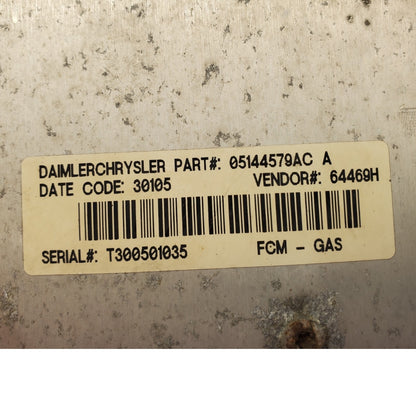 DAIMLERCHRYSLER PART#: 05144579AC A
DATE CODE: 30105 VENDOR#: 64469H
SERIAL#: T300501035 FCM - GAS